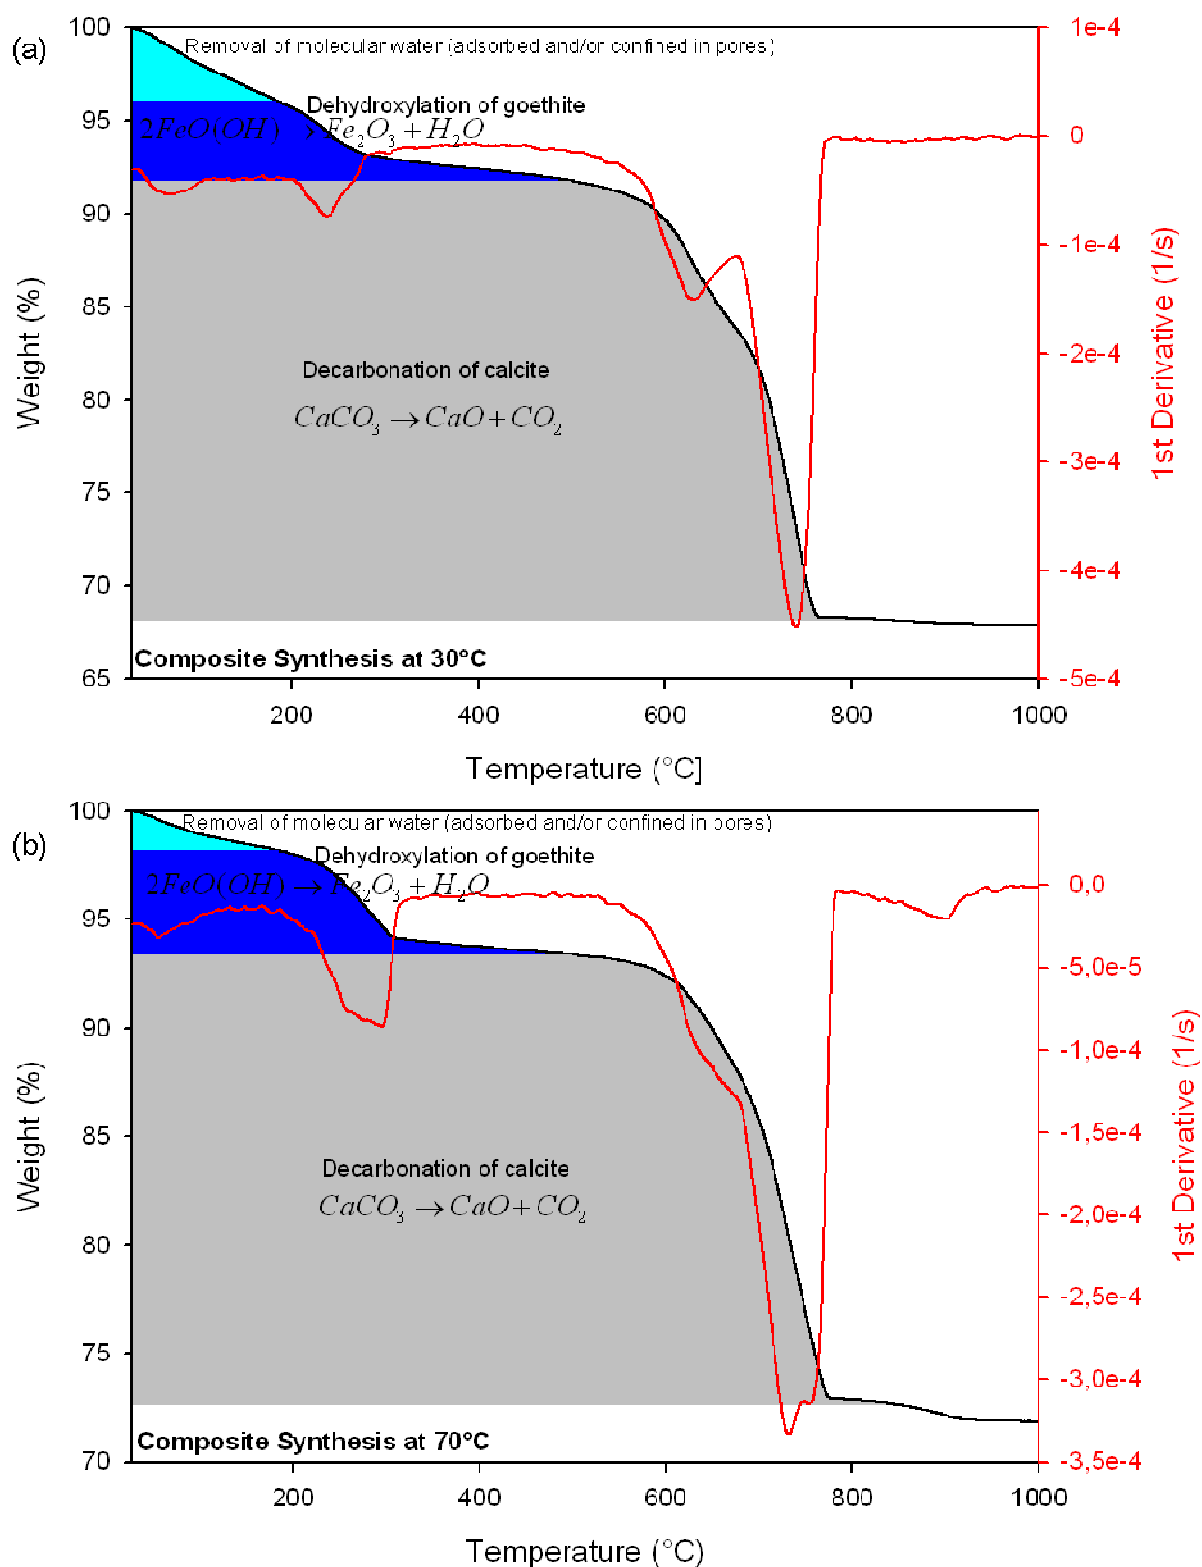 (a)
Removal of molecular water (adsorbed and/or confined in pores)
Dehydroxylation of goethite
2FeO(OH) → Fe₂O₃ + H₂O
Decarbonation of calcite
CaCO₃ → CaO + CO₂
Composite Synthesis at 30°C
Weight (%)
100
95
90
85
80
75
70
65
200
400
600
800
1000
Temperature (°C]
1e-4
0
-1e-4
-2e-4
-3e-4
-4e-4
-5e-4
1st Derivative (1/s)
(b)
Removal of molecular water (adsorbed and/or confined in pores)
Dehydroxylation of goethite
2FeO(OH) → Fe₂O₃ + H₂O
Decarbonation of calcite
CaCO₃ → CaO + CO₂
Composite Synthesis at 70°C
Weight (%)
100
95
90
85
80
75
70
200
400
600
800
1000
Temperature (°C)
0,0
-5,0e-5
-1,0e-4
-1,5e-4
-2,0e-4
-2,5e-4
-3,0e-4
-3,5e-4
1st Derivative (1/s)